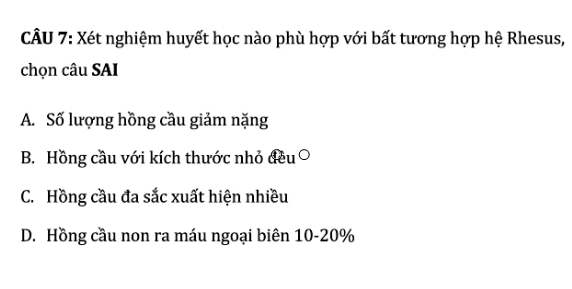 CÂU 7: Xét nghiệm huyết học nào phù hợp với bất tương hợp hệ Rhesus,
chọn câu SAI
A. Số lượng hồng cầu giảm nặng
B. Hồng cầu với kích thước nhỏ đều
C. Hồng cầu đa sắc xuất hiện nhiều
D. Hồng cầu non ra máu ngoại biên 10-20%